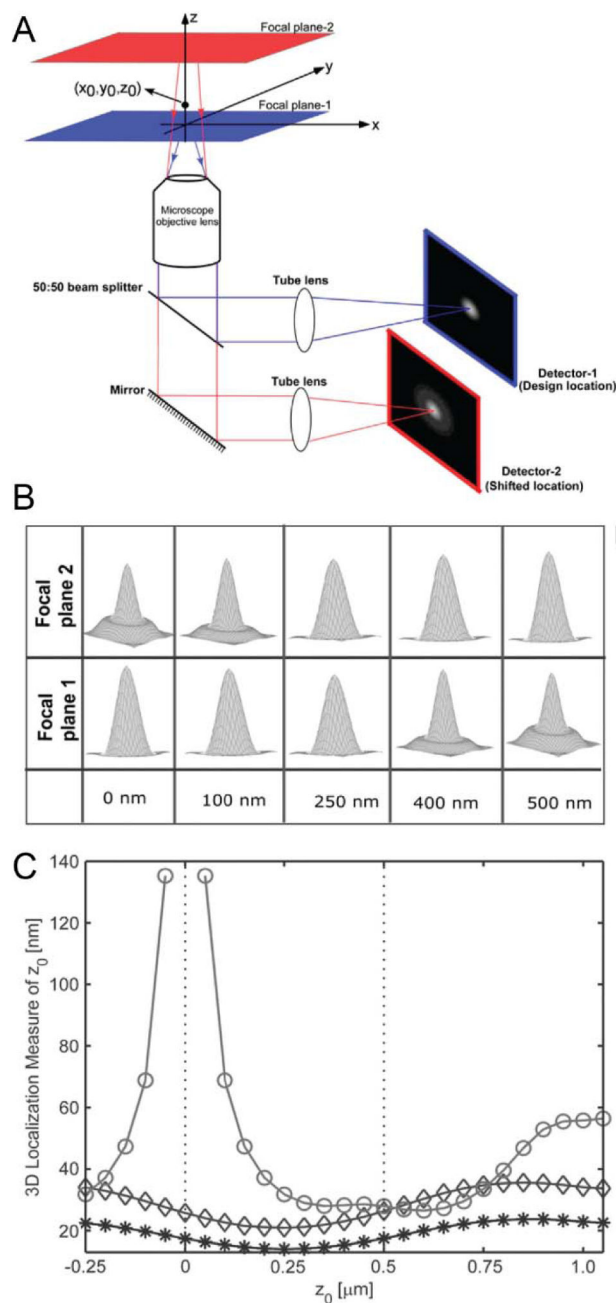 A
z
Focal plane-2
y
(x0,y0,z0)
Focal plane-1
x
Microscope
objective lens
50:50 beam splitter
Tube lens
Detector-1
(Design location)
Mirror
Tube lens
Detector-2
(Shifted location)
B
Focal
plane 2
Focal
plane 1
0 nm
100 nm
250 nm
400 nm
500 nm
C
3D Localization Measure of z0 [nm]
140
120
100
80
60
40
20
-0.25
0
0.25
0.5
0.75
1.0
z0 [μm]